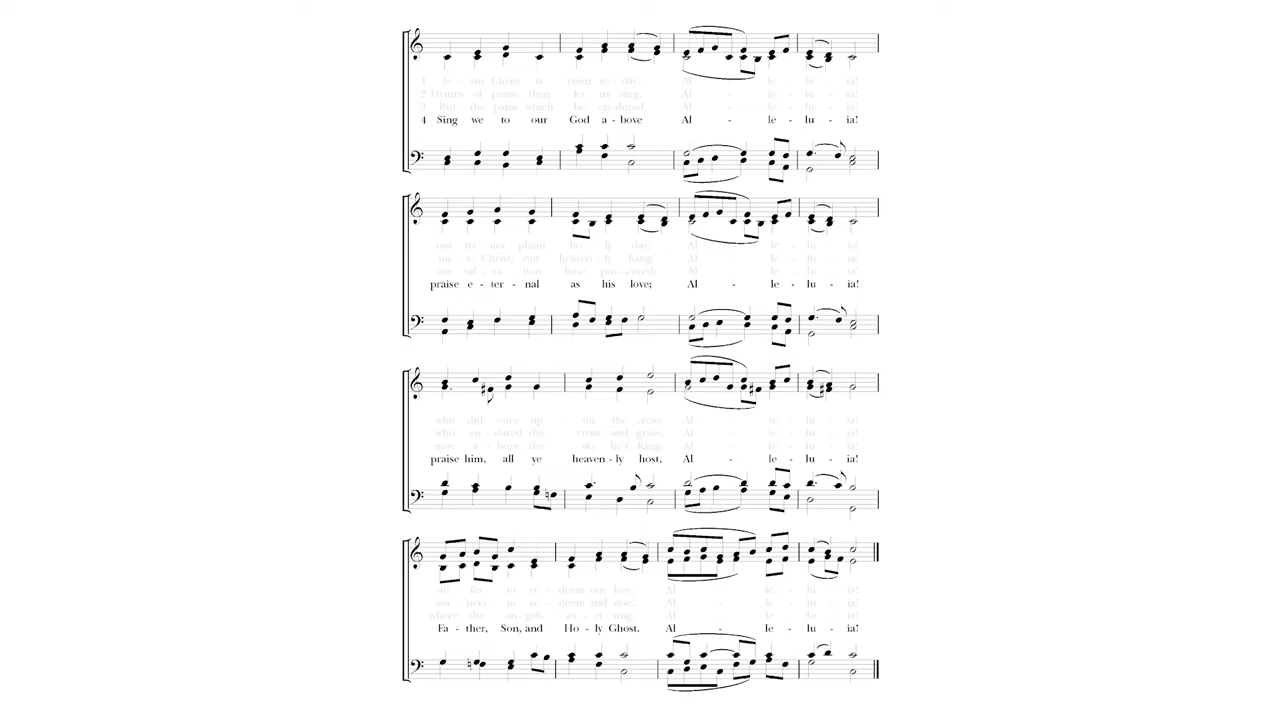 1 Je - sus Christ is risen to - day, Al - le - lu - ia!
2 Hymns of praise then let us sing, Al - le - lu - ia!
3 But the pains which he en - dured, Al - le - lu - ia!
4 Sing we to our God a - bove Al - le - lu - ia!
our tri - um - phant ho - ly day, Al - le - lu - ia!
un - to Christ, our heaven - ly King, Al - le - lu - ia!
our sal - va - tion have pro - cured; Al - le - lu - ia!
praise e - ter - nal as his love; Al - le - lu - ia!
who did once up - on the cross Al - le - lu - ia!
who en - dured the cross and grave, Al - le - lu - ia!
now a - bove the sky he's King, Al - le - lu - ia!
praise him, all ye heaven - ly host, Al - le - lu - ia!
suf - fer to re - deem our loss. Al - le - lu - ia!
sin - ners to re - deem and save. Al - le - lu - ia!
where the an - gels ev - er sing. Al - le - lu - ia!
Fa - ther, Son, and Ho - ly Ghost. Al - le - lu - ia!